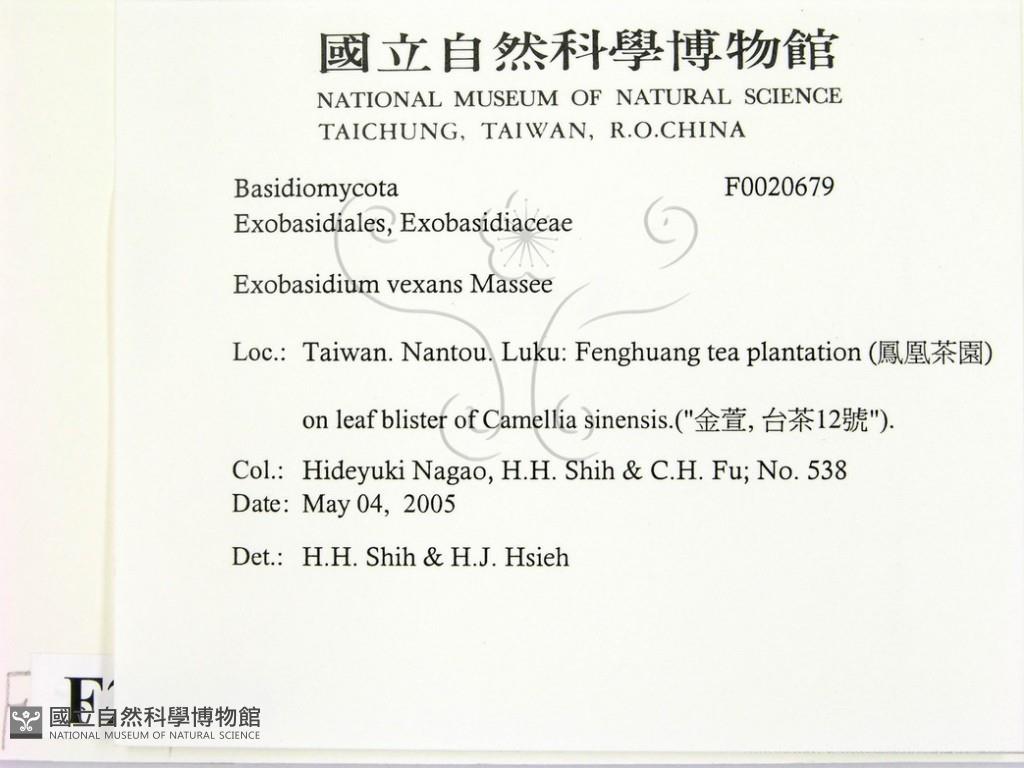 國立自然科學博物館
NATIONAL MUSEUM OF NATURAL SCIENCE
TAICHUNG, TAIWAN, R.O.CHINA
Basidiomycota F0020679
Exobasidiales, Exobasidiaceae
Exobasidium vexans Massee
Loc.: Taiwan. Nantou. Luku: Fenghuang tea plantation (鳳凰茶園)
on leaf blister of Camellia sinensis.("金萱, 台茶12號").
Col.: Hideyuki Nagao, H.H. Shih & C.H. Fu; No. 538
Date: May 04, 2005
Det.: H.H. Shih & H.J. Hsieh
國立自然科學博物館
NATIONAL MUSEUM OF NATURAL SCIENCE